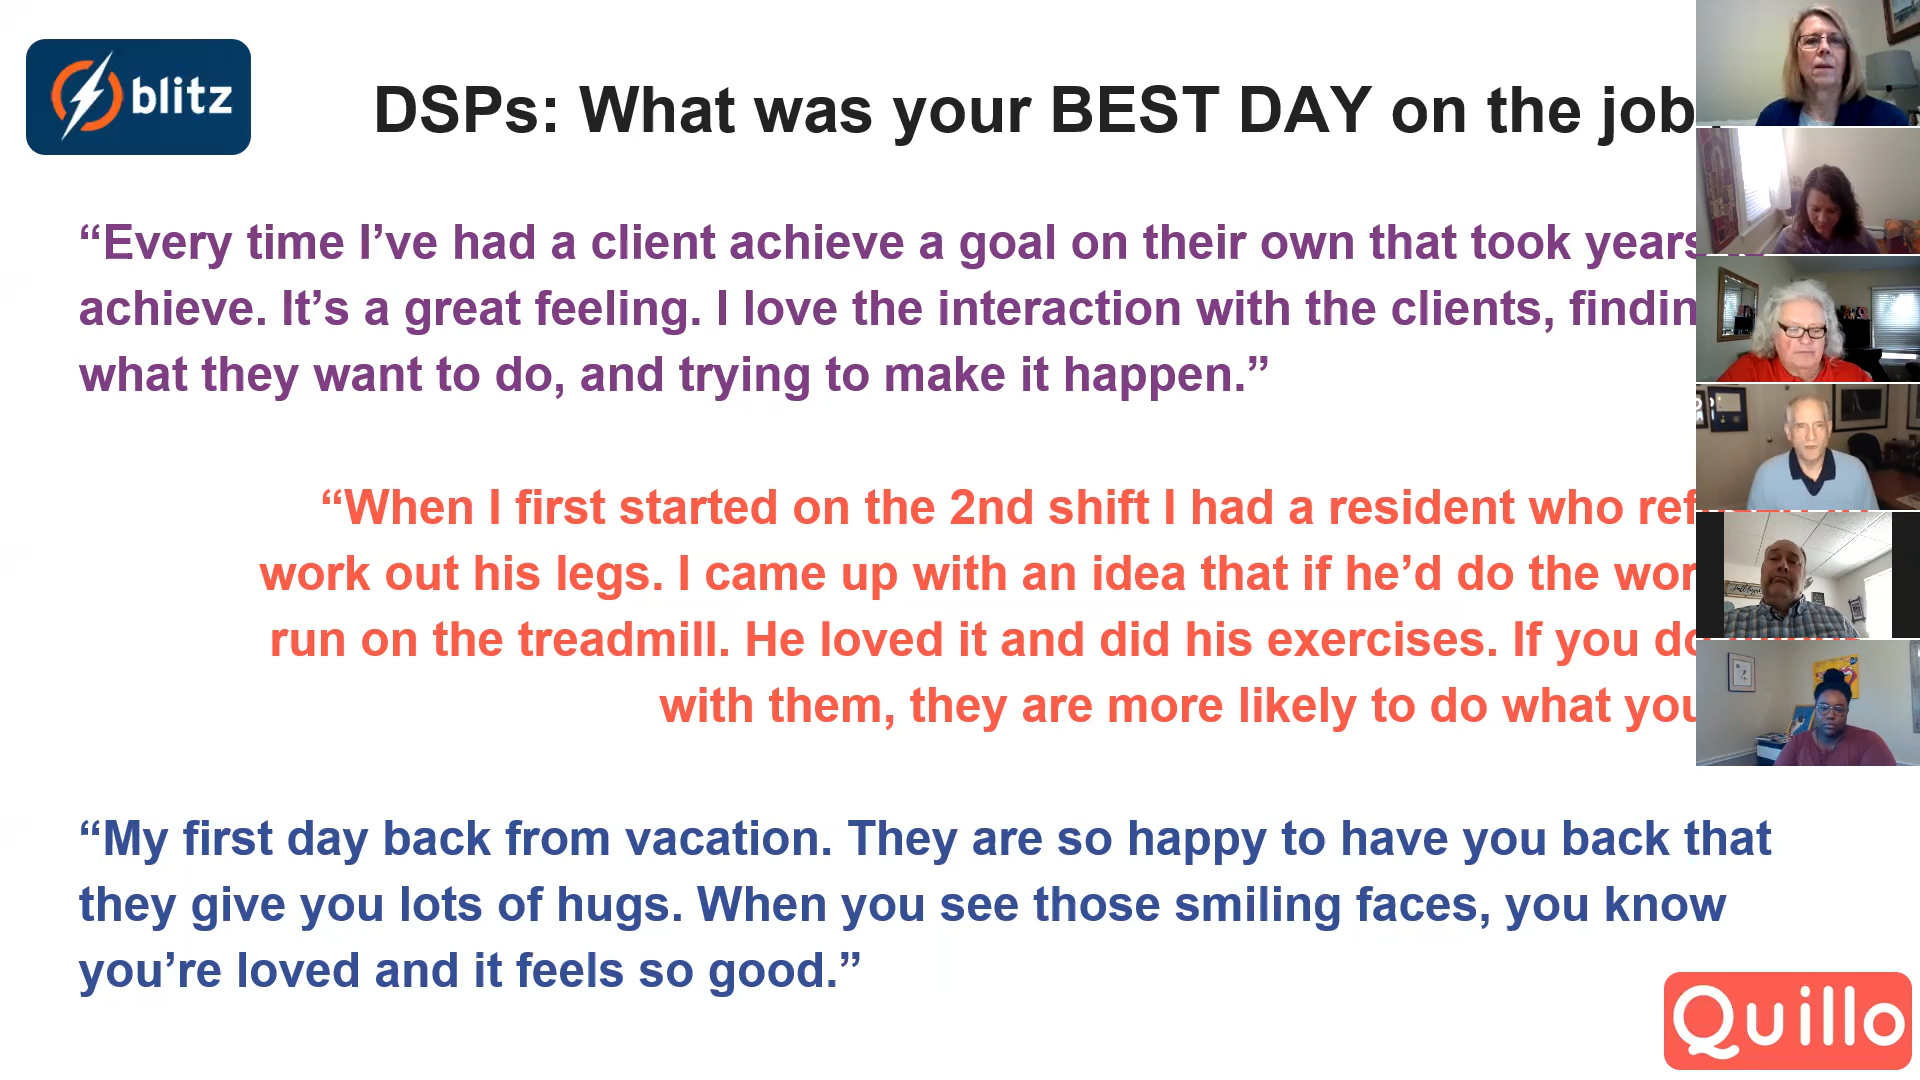 blitz
DSPs: What was your BEST DAY on the job
“Every time I’ve had a client achieve a goal on their own that took years
achieve. It’s a great feeling. I love the interaction with the clients, findin
what they want to do, and trying to make it happen.”
“When I first started on the 2nd shift I had a resident who
work out his legs. I came up with an idea that if he’d do the
run on the treadmill. He loved it and did his exercises. If you do
with them, they are more likely to do what you
“My first day back from vacation. They are so happy to have you back that
they give you lots of hugs. When you see those smiling faces, you know
you’re loved and it feels so good.”
Quillo